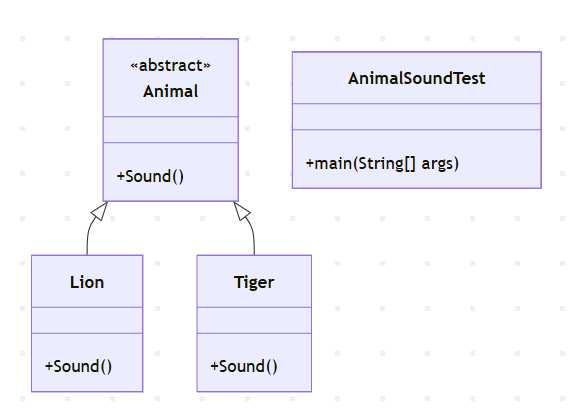 «abstract»
Animal
+Sound()
AnimalSoundTest
+main(String[] args)
Lion
+Sound()
Tiger
+Sound()